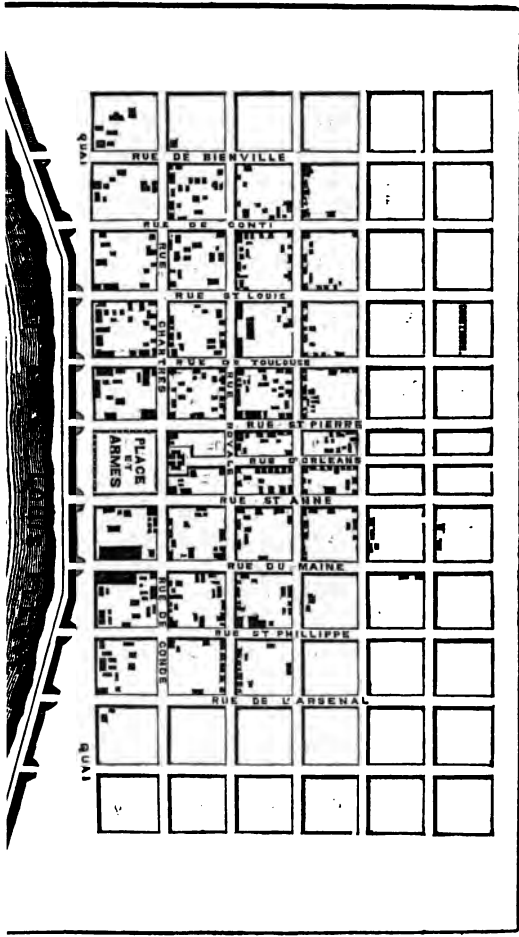 QUAI
RUE DE BIENVILLE
RUE DE CONTI
RUE
RUE ST LOUIS
CHARTRES
RUE DE TOULOUSE
RUE
ROYALE
RUE ST PIERRE
PLACE
ET
ARMES
RUE D'ORLEANS
RUE ST ANNE
RUE DU MAINE
RUE DE
CONDE
RUE ST PHILLIPPE
RUE DE L'ARSENAL
QUAI